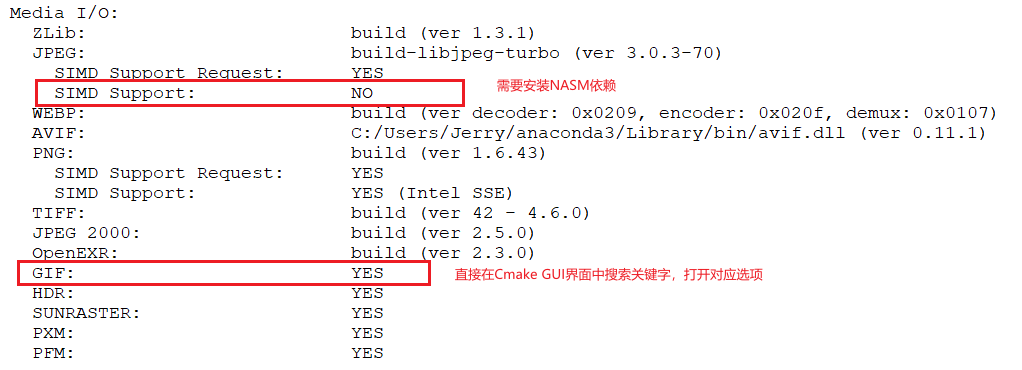 Media I/O:
ZLib: build (ver 1.3.1)
JPEG: build-libjpeg-turbo (ver 3.0.3-70)
SIMD Support Request: YES
SIMD Support: NO 需要安装NASM依赖
WEBP: build (ver decoder: 0x0209, encoder: 0x020f, demux: 0x0107)
AVIF: C:/Users/Jerry/anaconda3/Library/bin/avif.dll (ver 0.11.1)
PNG: build (ver 1.6.43)
SIMD Support Request: YES
SIMD Support: YES (Intel SSE)
TIFF: build (ver 42 - 4.6.0)
JPEG 2000: build (ver 2.5.0)
OpenEXR: build (ver 2.3.0)
GIF: YES 直接在Cmake GUI界面中搜索关键字，打开对应选项
HDR: YES
SUNRASTER: YES
PXM: YES
PFM: YES